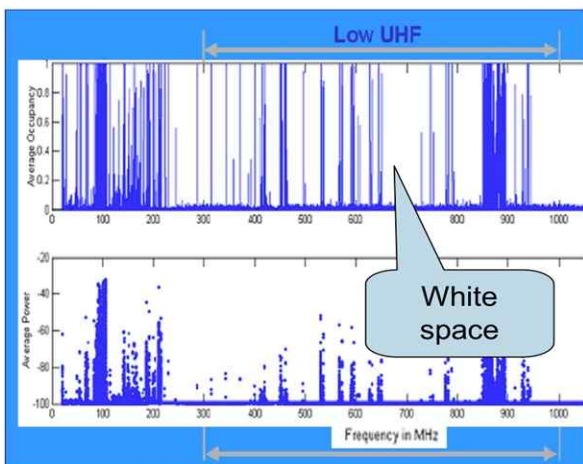 Low UHF
Average Occupancy
1
0.8
0.6
0.4
0.2
0
0 100 200 300 400 500 600 700 800 900 1000
White
space
Average Power
-20
-40
-60
-80
-100
0 100 200 300 400 500 600 700 800 900 1000
Frequency in MHz